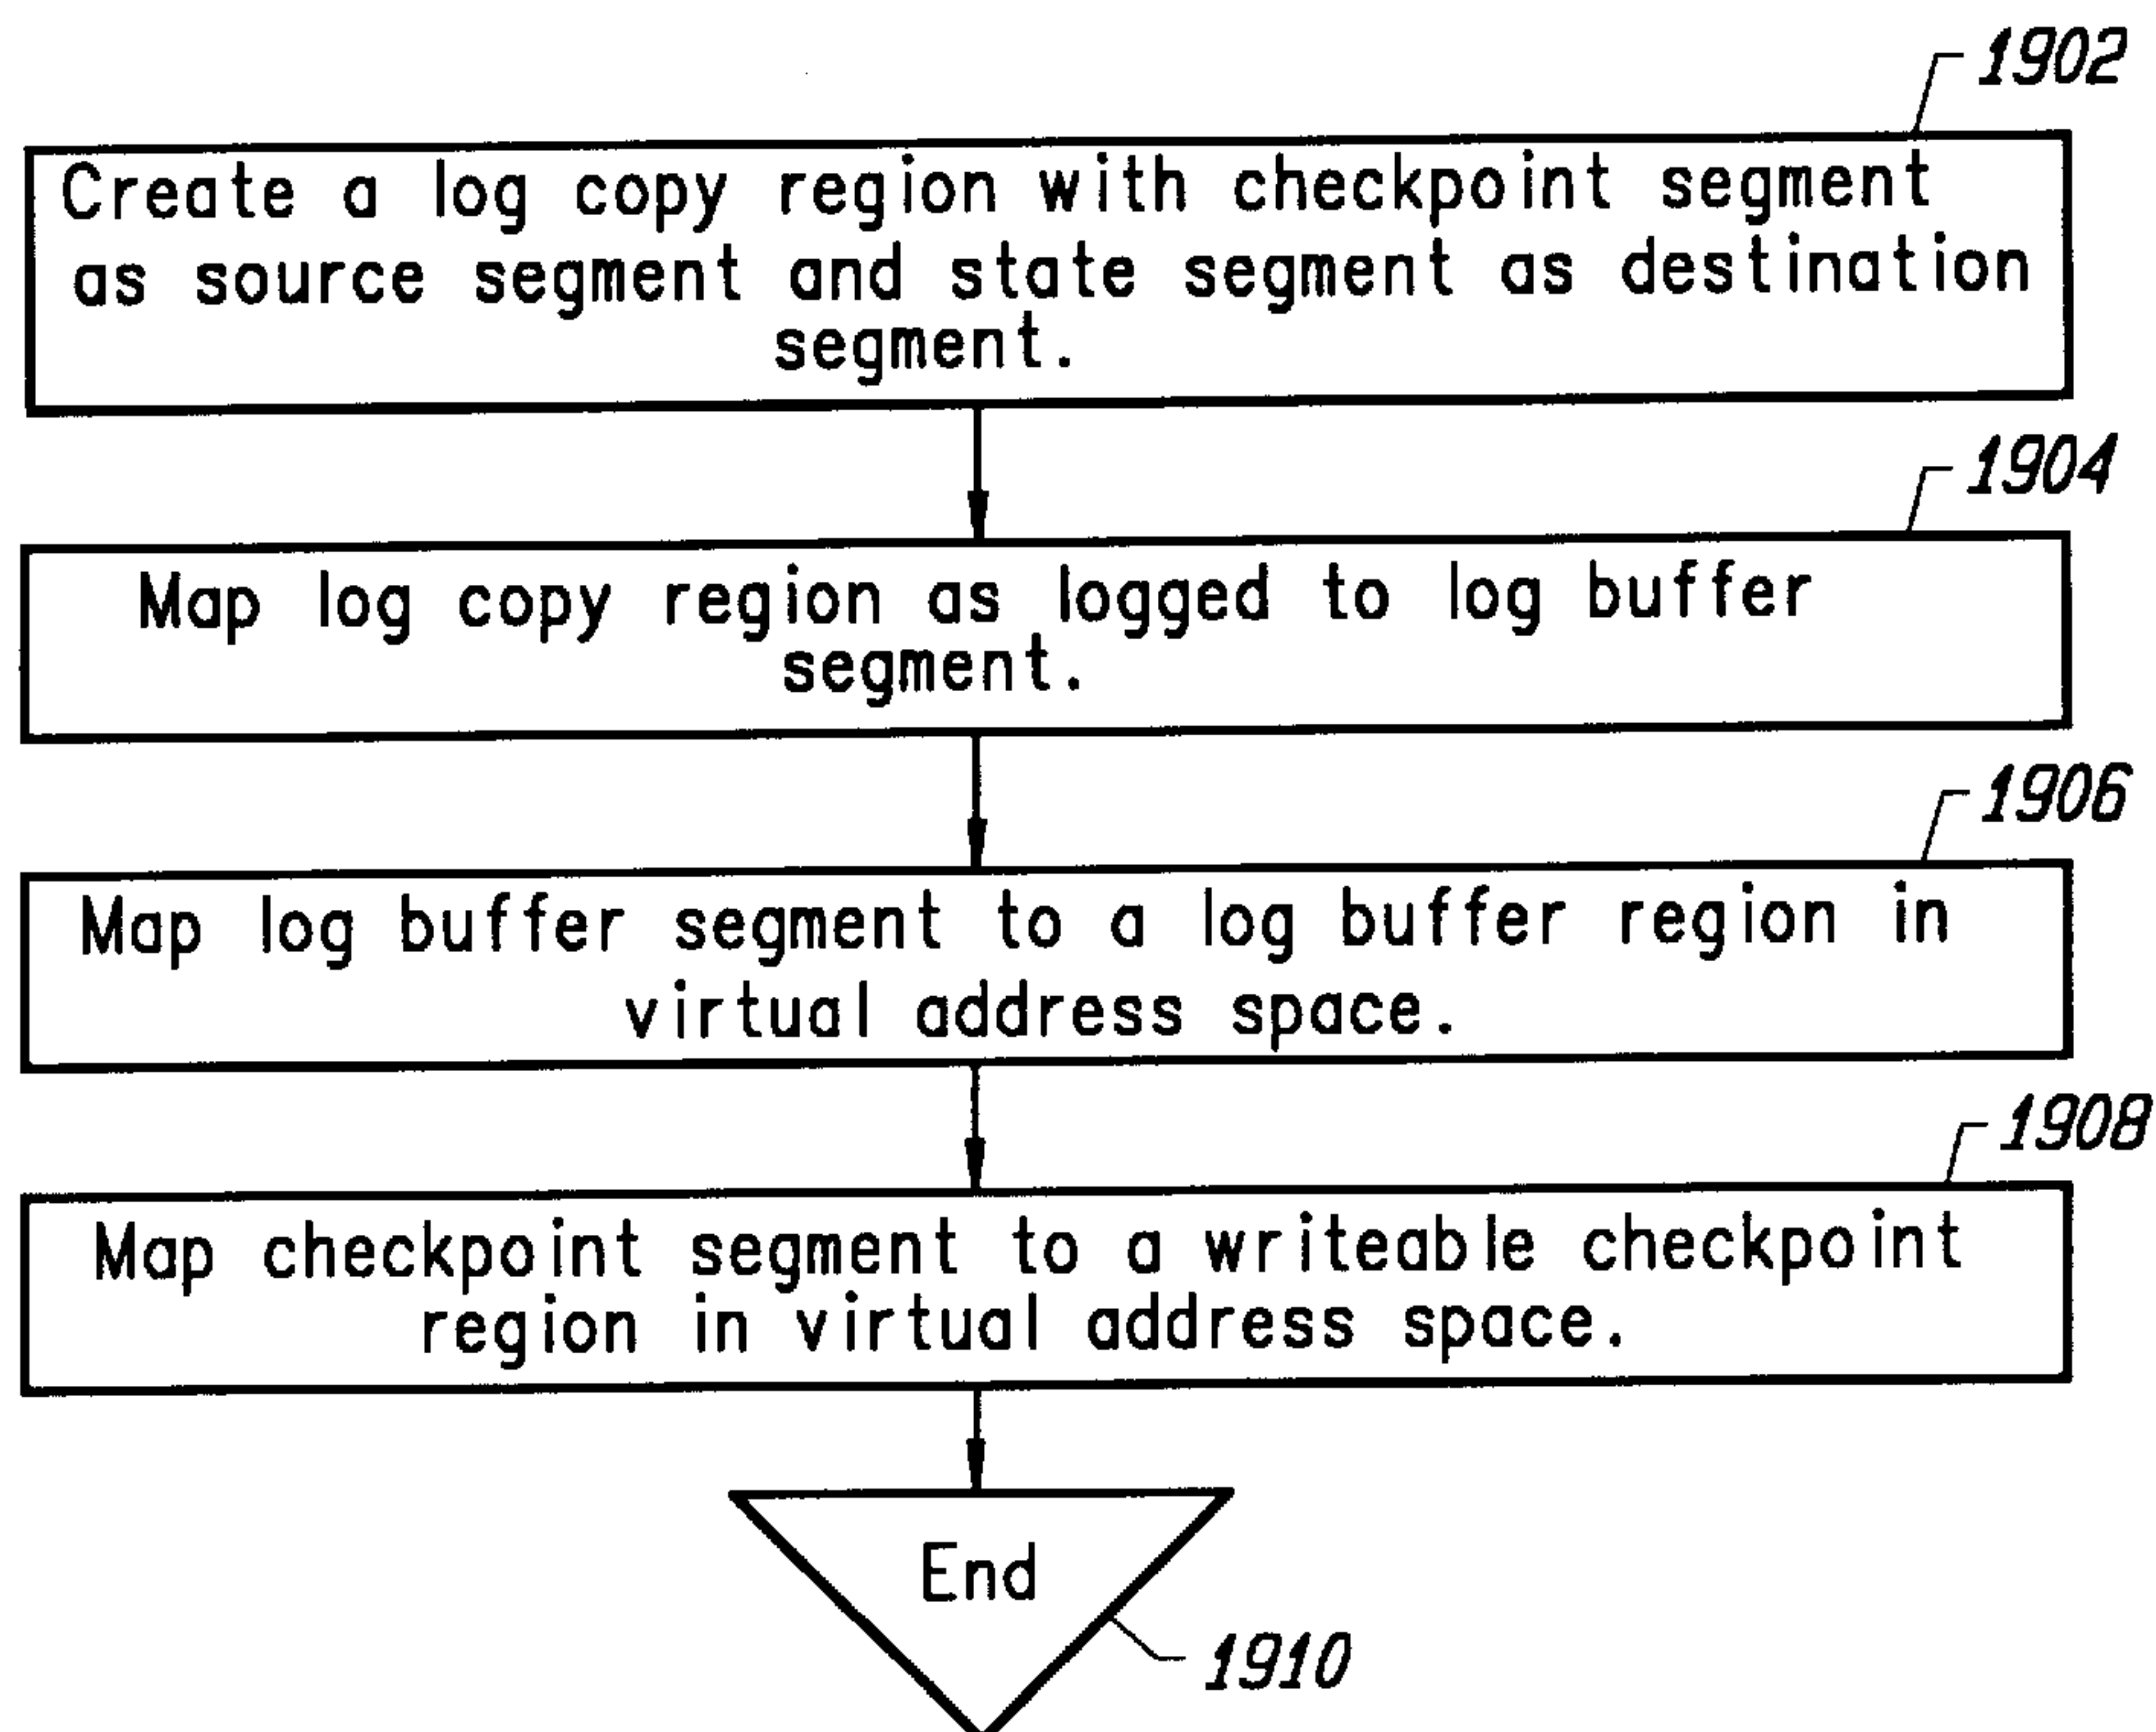 1902
Create a log copy region with checkpoint segment
as source segment and state segment as destination
segment.
1904
Map log copy region as logged to log buffer
segment.
1906
Map log buffer segment to a log buffer region in
virtual address space.
1908
Map checkpoint segment to a writeable checkpoint
region in virtual address space.
End
1910